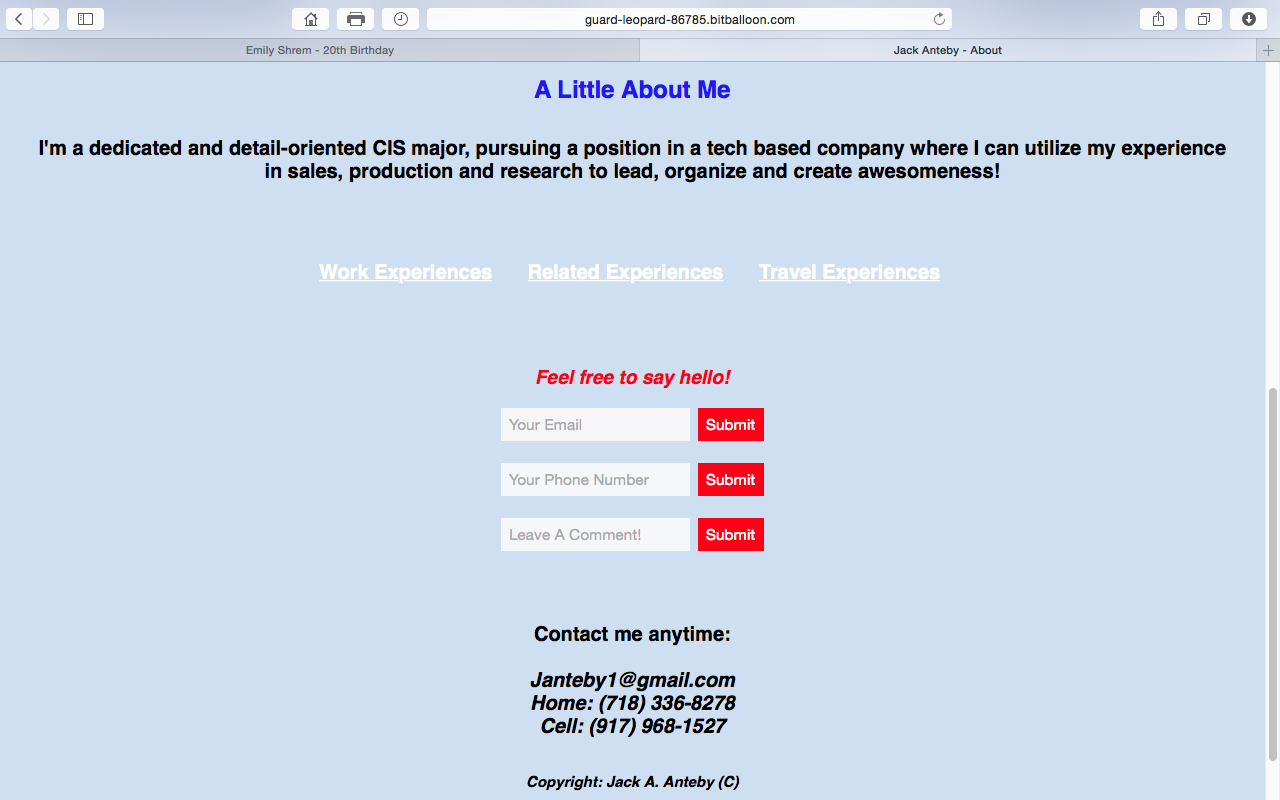 guard-leopard-86785.bitballoon.com
Emily Shrem - 20th Birthday
Jack Anteby - About
A Little About Me
I'm a dedicated and detail-oriented CIS major, pursuing a position in a tech based company where I can utilize my experience
in sales, production and research to lead, organize and create awesomeness!
Work Experiences Related Experiences Travel Experiences
Feel free to say hello!
Your Email Submit
Your Phone Number Submit
Leave A Comment! Submit
Contact me anytime:
Janteby1@gmail.com
Home: (718) 336-8278
Cell: (917) 968-1527
Copyright: Jack A. Anteby (C)